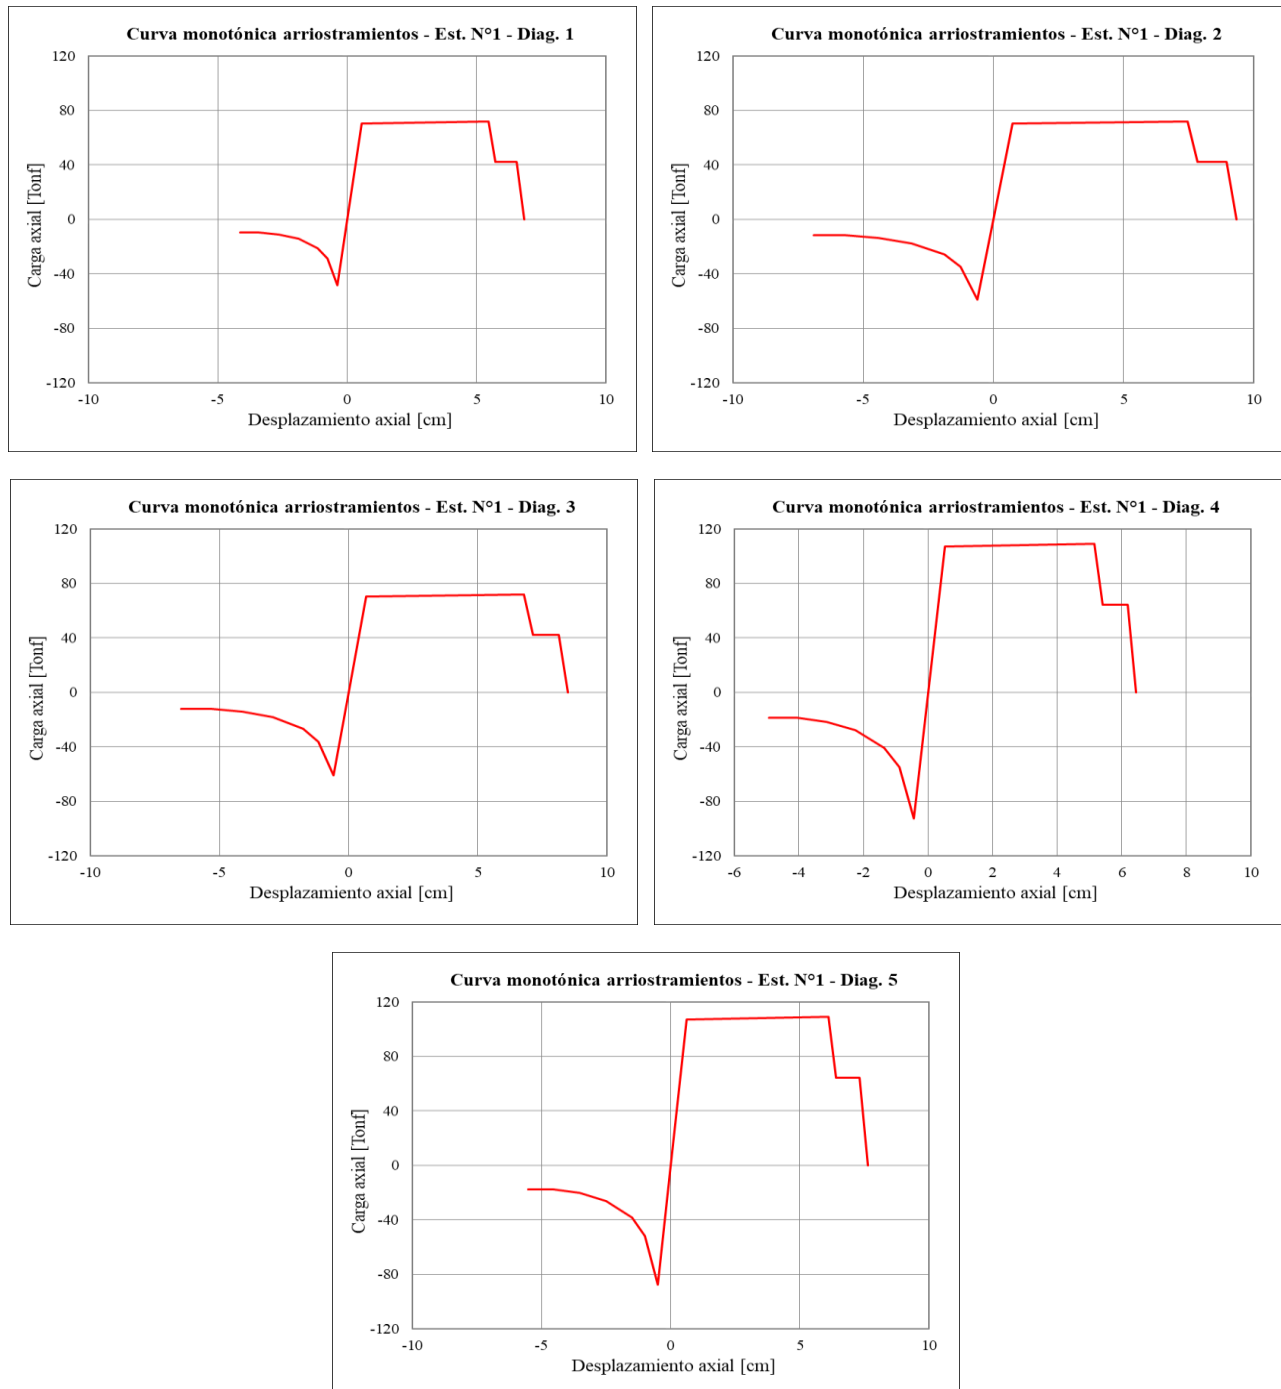 Curva monotónica arriostramientos - Est. N°1 - Diag. 1
120
80
40
0
-40
-80
-120
-10 -5 0 5 10
Carga axial [Tonf]
Desplazamiento axial [cm]
Curva monotónica arriostramientos - Est. N°1 - Diag. 2
120
80
40
0
-40
-80
-120
-10 -5 0 5 10
Carga axial [Tonf]
Desplazamiento axial [cm]
Curva monotónica arriostramientos - Est. N°1 - Diag. 3
120
80
40
0
-40
-80
-120
-10 -5 0 5 10
Carga axial [Tonf]
Desplazamiento axial [cm]
Curva monotónica arriostramientos - Est. N°1 - Diag. 4
120
80
40
0
-40
-80
-120
-6 -4 -2 0 2 4 6 8 10
Carga axial [Tonf]
Desplazamiento axial [cm]
Curva monotónica arriostramientos - Est. N°1 - Diag. 5
120
80
40
0
-40
-80
-120
-10 -5 0 5 10
Carga axial [Tonf]
Desplazamiento axial [cm]